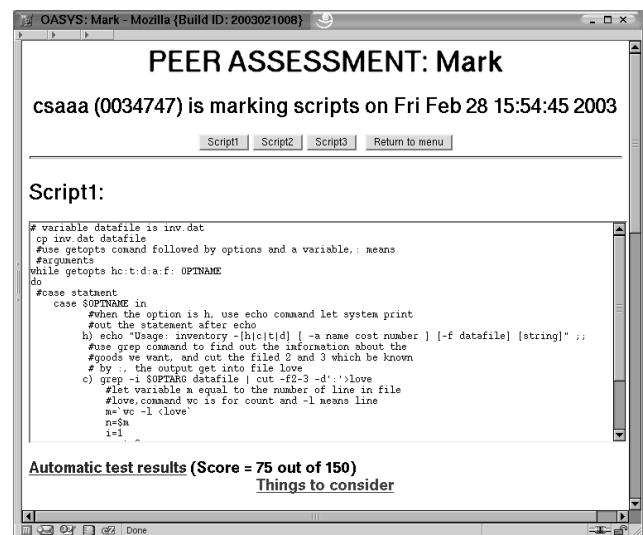 OASYS: Mark - Mozilla {Build ID: 2003021008}
PEER ASSESSMENT: Mark
csaaa (0034747) is marking scripts on Fri Feb 28 15:54:45 2003
Script1 Script2 Script3 Return to menu
Script1:
# variable datafile is inv.dat
cp inv.dat datafile
#use getopts comand followed by options and a variable,: means
#arguments
while getopts hc:t:d:a:f: OPTNAME
do
#case statment
case $OPTNAME in
#when the option is h, use echo command let system print
#out the statement after echo
h) echo "Usage: inventory -[h|c|t|d] [ -a name cost number ] [-f datafile] [string]" ;;
#use grep command to find out the imformation about the
#goods we want, and cut the filed 2 and 3 which be known
# by :, the output get into file love
c) grep -i $OPTARG datafile | cut -f2-3 -d':'>love
#let variable m equal to the number of line in file
#love,command wc is for count and -l means line
m=`wc -l <love`
n=$m
i=1
Automatic test results (Score = 75 out of 150)
Things to consider
Done